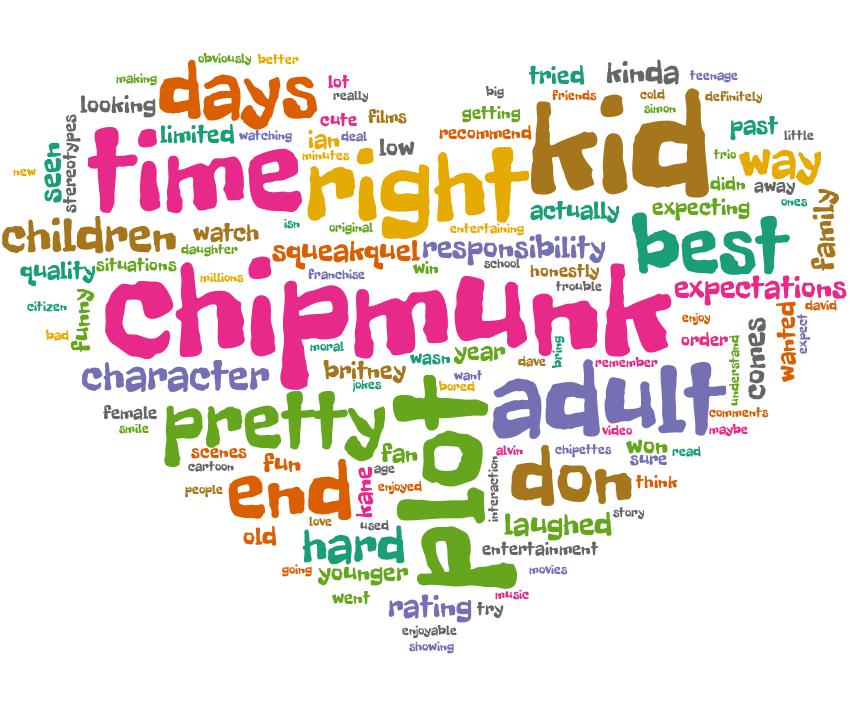 obviously
better
making
days
lot
really
looking
cute
films
tried
kinda
teenage
big
friends
cold
definitely
getting
simon
recommend
kid
past
little
limited
watching
ian
deal
low
minutes
time
right
seen
stereotypes
new
trio
way
didn
away
ones
family
actually
expecting
children
watch
isn
original
entertaining
daughter
squeakquel
responsibility
best
quality
situations
millions
franchise
win
school
honestly
trouble
expectations
citizen
funny
bad
chipmunk
enjoy
david
wanted
expect
order
understand
comes
moral
wasn
year
dave
bring
remember
character
britney
jokes
want
bored
adult
female
smile
pretty
plot
comments
video
maybe
scenes
cartoon
fun
fan
alvin
chipettes
won
read
sure
people
end
kane
age
enjoyed
interaction
don
think
love
used
laughed
story
old
hard
entertainment
going
younger
movies
went
rating
try
music
enjoyable
showing